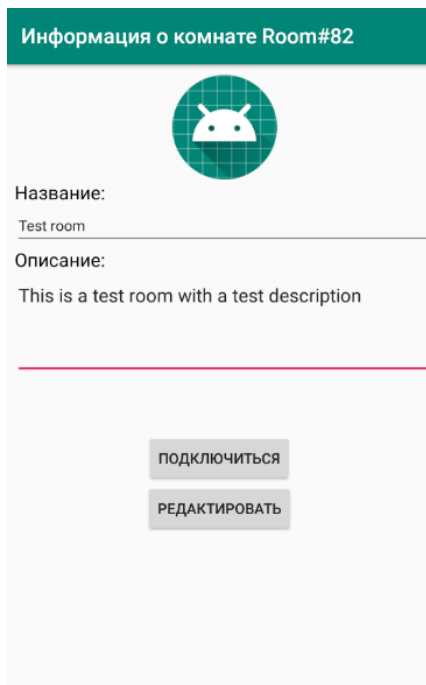 Информация о комнате Room#82
Название:
Test room
Описание:
This is a test room with a test description
ПОДКЛЮЧИТЬСЯ
РЕДАКТИРОВАТЬ